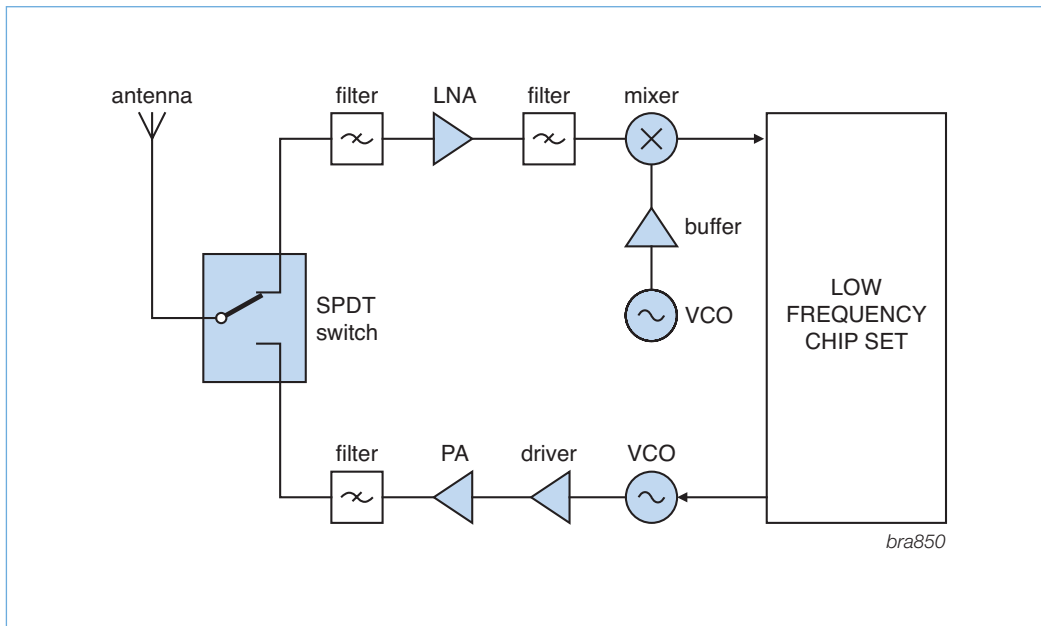 antenna
filter
LNA
filter
mixer
buffer
SPDT
switch
VCO
LOW
FREQUENCY
CHIP SET
filter
PA
driver
VCO
bra850